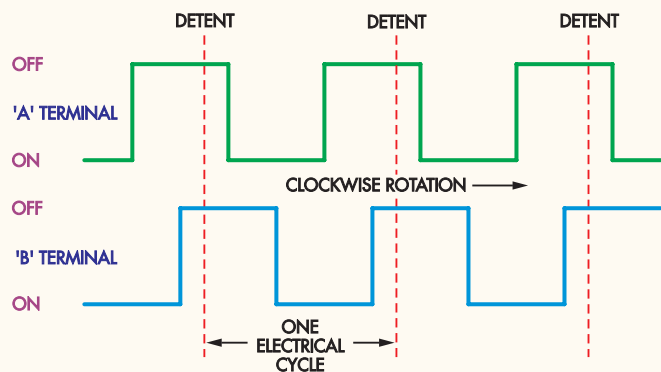 DETENT DETENT DETENT
OFF
'A' TERMINAL
ON
CLOCKWISE ROTATION
OFF
'B' TERMINAL
ON
ONE
ELECTRICAL
CYCLE